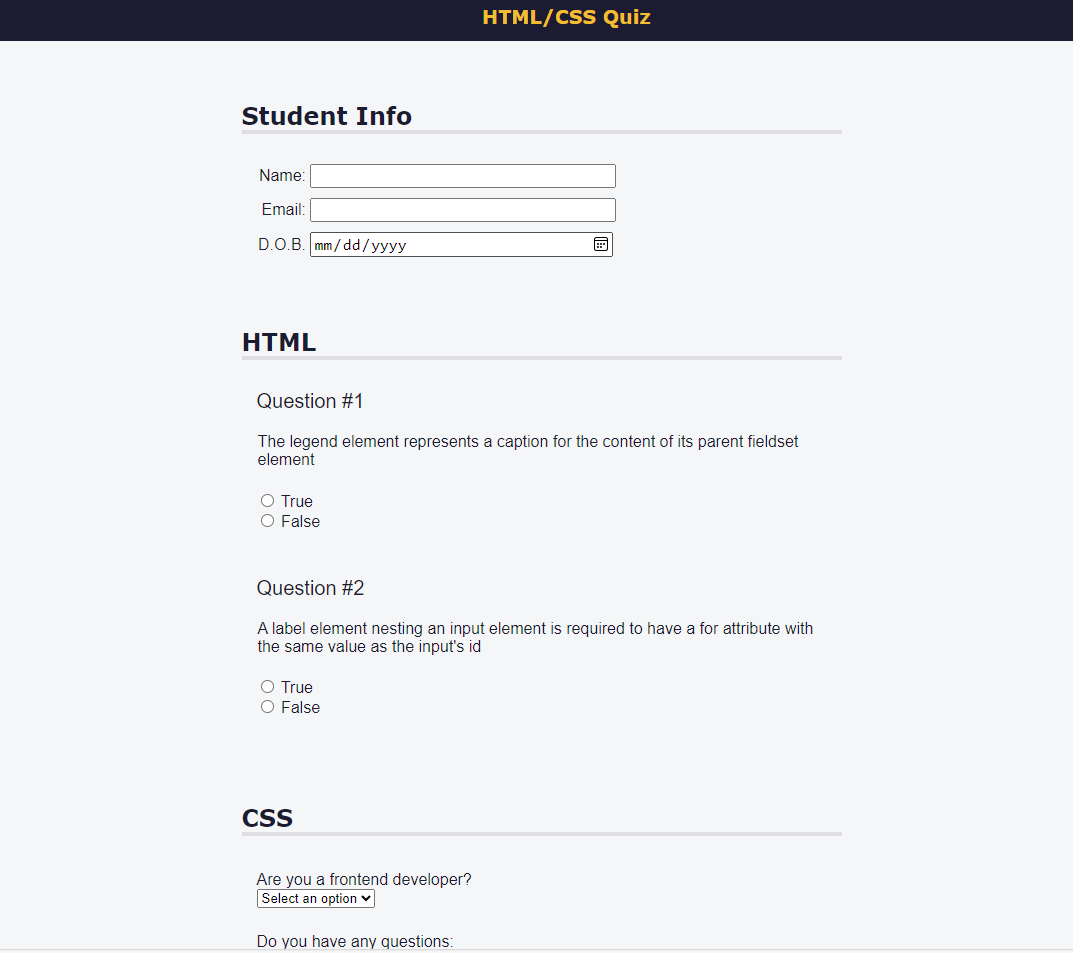 HTML/CSS Quiz
Student Info
Name:
Email:
D.O.B.
mm/dd/yyyy
HTML
Question #1
The legend element represents a caption for the content of its parent fieldset
element
True
False
Question #2
A label element nesting an input element is required to have a for attribute with
the same value as the input's id
True
False
CSS
Are you a frontend developer?
Select an option
Do you have any questions: